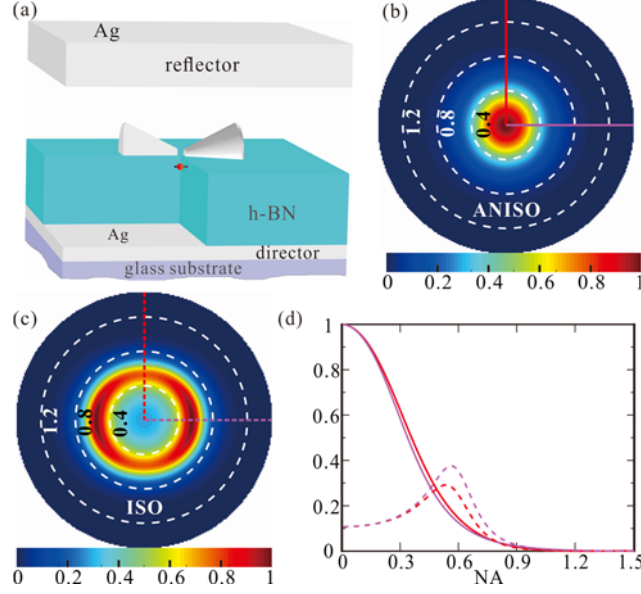 (a)
Ag
reflector
h-BN
Ag
director
glass substrate
(b)
1.2
0.8
0.4
ANISO
0 0.2 0.4 0.6 0.8 1
(c)
1.2
0.8
0.4
ISO
0 0.2 0.4 0.6 0.8 1
(d)
1
0.8
0.6
0.4
0.2
0
0 0.3 0.6 0.9 1.2 1.5
NA